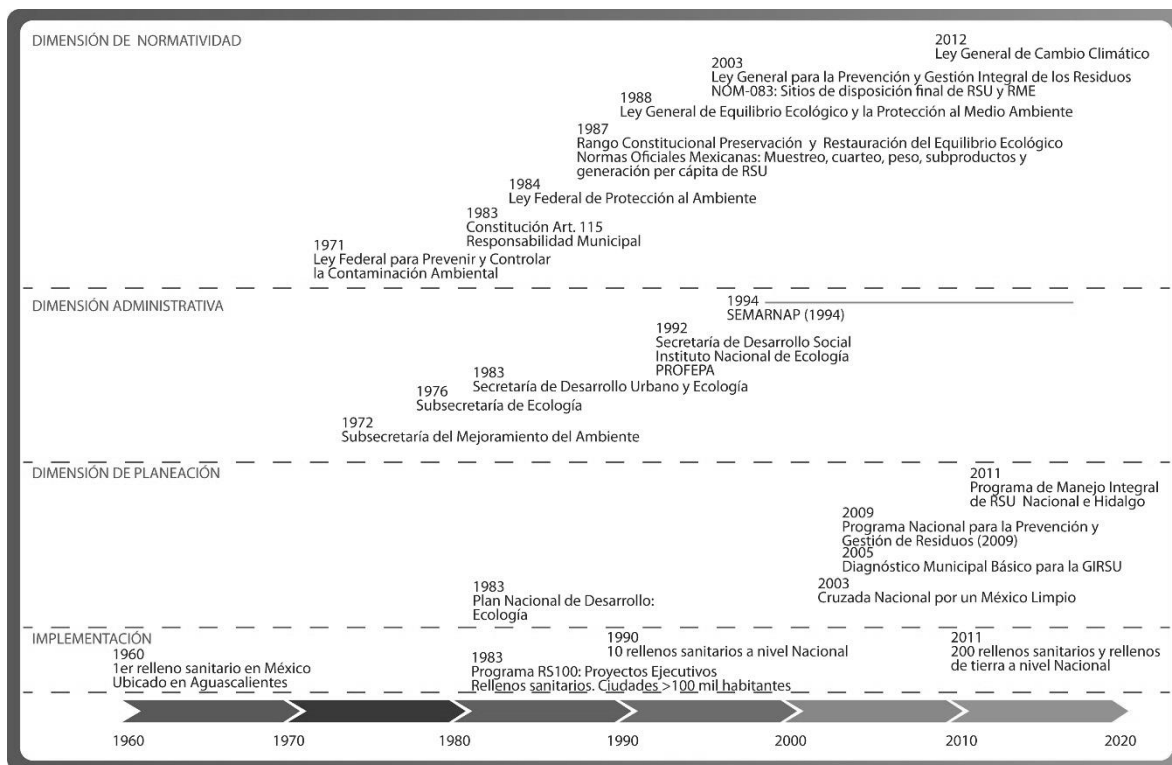 DIMENSIÓN DE NORMATIVIDAD
2012
Ley General de Cambio Climático
2003
Ley General para la Prevención y Gestión Integral de los Residuos
NOM-083: Sitios de disposición final de RSU y RME
1988
Ley General de Equilibrio Ecológico y la Protección al Medio Ambiente
1987
Rango Constitucional Preservación y Restauración del Equilibrio Ecológico
Normas Oficiales Mexicanas: Muestreo, cuarteo, peso, subproductos y
generación per cápita de RSU
1984
Ley Federal de Protección al Ambiente
1983
Constitución Art. 115
Responsabilidad Municipal
1971
Ley Federal para Prevenir y Controlar
la Contaminación Ambiental
DIMENSIÓN ADMINISTRATIVA
1994
SEMARNAP (1994)
1992
Secretaría de Desarrollo Social
Instituto Nacional de Ecología
PROFEPA
1983
Secretaría de Desarrollo Urbano y Ecología
1976
Subsecretaría de Ecología
1972
Subsecretaría del Mejoramiento del Ambiente
DIMENSIÓN DE PLANEACIÓN
2011
Programa de Manejo Integral
de RSU Nacional e Hidalgo
2009
Programa Nacional para la Prevención y
Gestión de Residuos (2009)
2005
Diagnóstico Municipal Básico para la GIRSU
2003
Cruzada Nacional por un México Limpio
1983
Plan Nacional de Desarrollo:
Ecología
IMPLEMENTACIÓN
1960
1er relleno sanitario en México
Ubicado en Aguascalientes
1983
Programa RS100: Proyectos Ejecutivos
Rellenos sanitarios. Ciudades >100 mil habitantes
1990
10 rellenos sanitarios a nivel Nacional
2011
200 rellenos sanitarios y rellenos
de tierra a nivel Nacional
1960 1970 1980 1990 2000 2010 2020